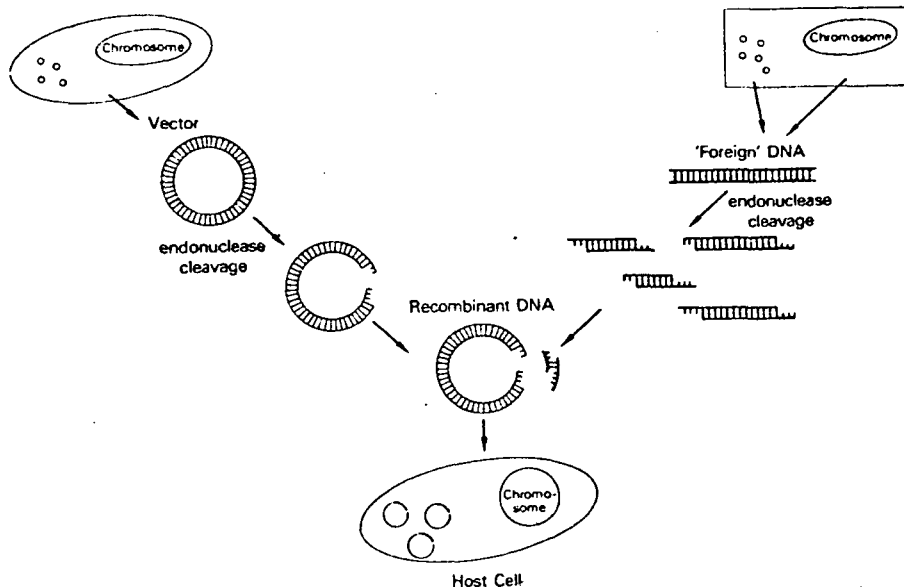 Chromosome
Chromosome
Vector
'Foreign' DNA
endonuclease
cleavage
endonuclease
cleavage
Recombinant DNA
Chromo-
some
Host Cell